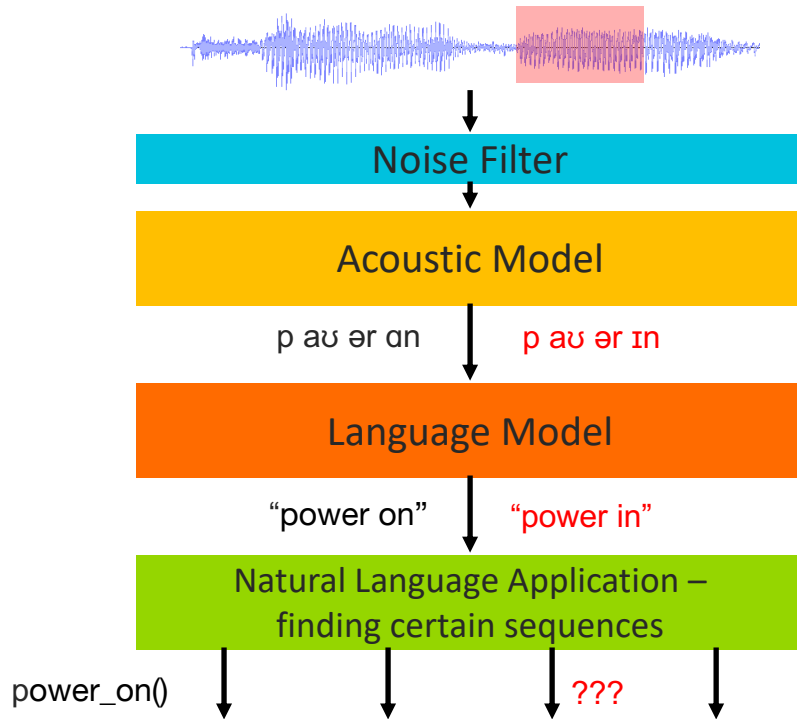 Noise Filter
Acoustic Model
p aʊ ər ɑn p aʊ ər ɪn
Language Model
“power on” “power in”
Natural Language Application –
finding certain sequences
power_on() ???